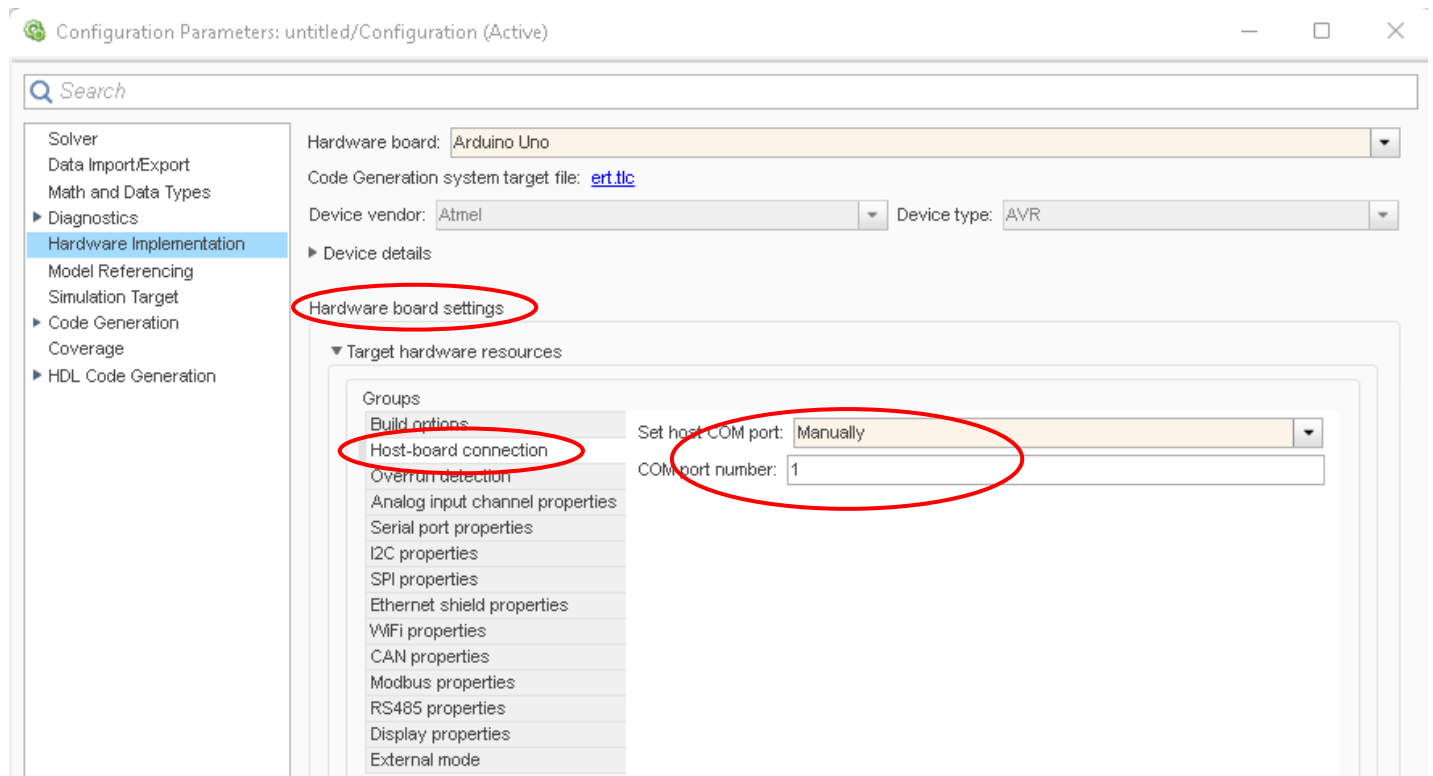 Configuration Parameters: untitled/Configuration (Active)
Search
Solver
Data Import/Export
Math and Data Types
Diagnostics
Hardware Implementation
Model Referencing
Simulation Target
Code Generation
Coverage
HDL Code Generation
Hardware board: Arduino Uno
Code Generation system target file: ert.tlc
Device vendor: Atmel Device type: AVR
Device details
Hardware board settings
Target hardware resources
Groups
Build options
Host-board connection
Overrun detection
Analog input channel properties
Serial port properties
I2C properties
SPI properties
Ethernet shield properties
WiFi properties
CAN properties
Modbus properties
RS485 properties
Display properties
External mode
Set host COM port: Manually
COM port number: 1